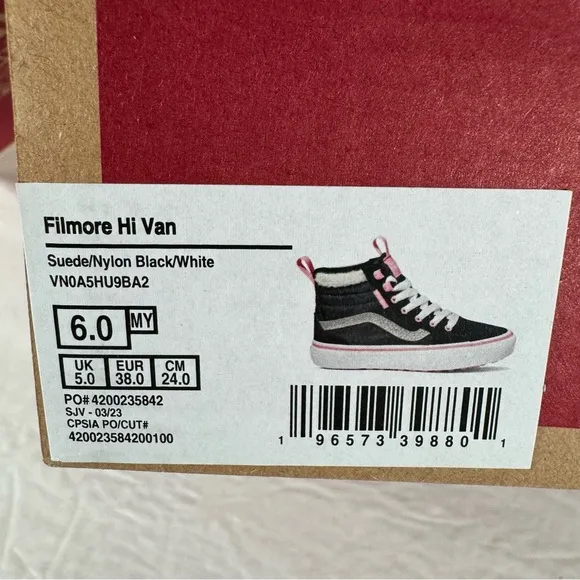 Filmore Hi Van
Suede/Nylon Black/White
VN0A5HU9BA2
6.0 MY
UK EUR CM
5.0 38.0 24.0
PO# 4200235842
SJV - 03/23
CPSIA PO/CUT#
420023584200100
1 96573 39880 1